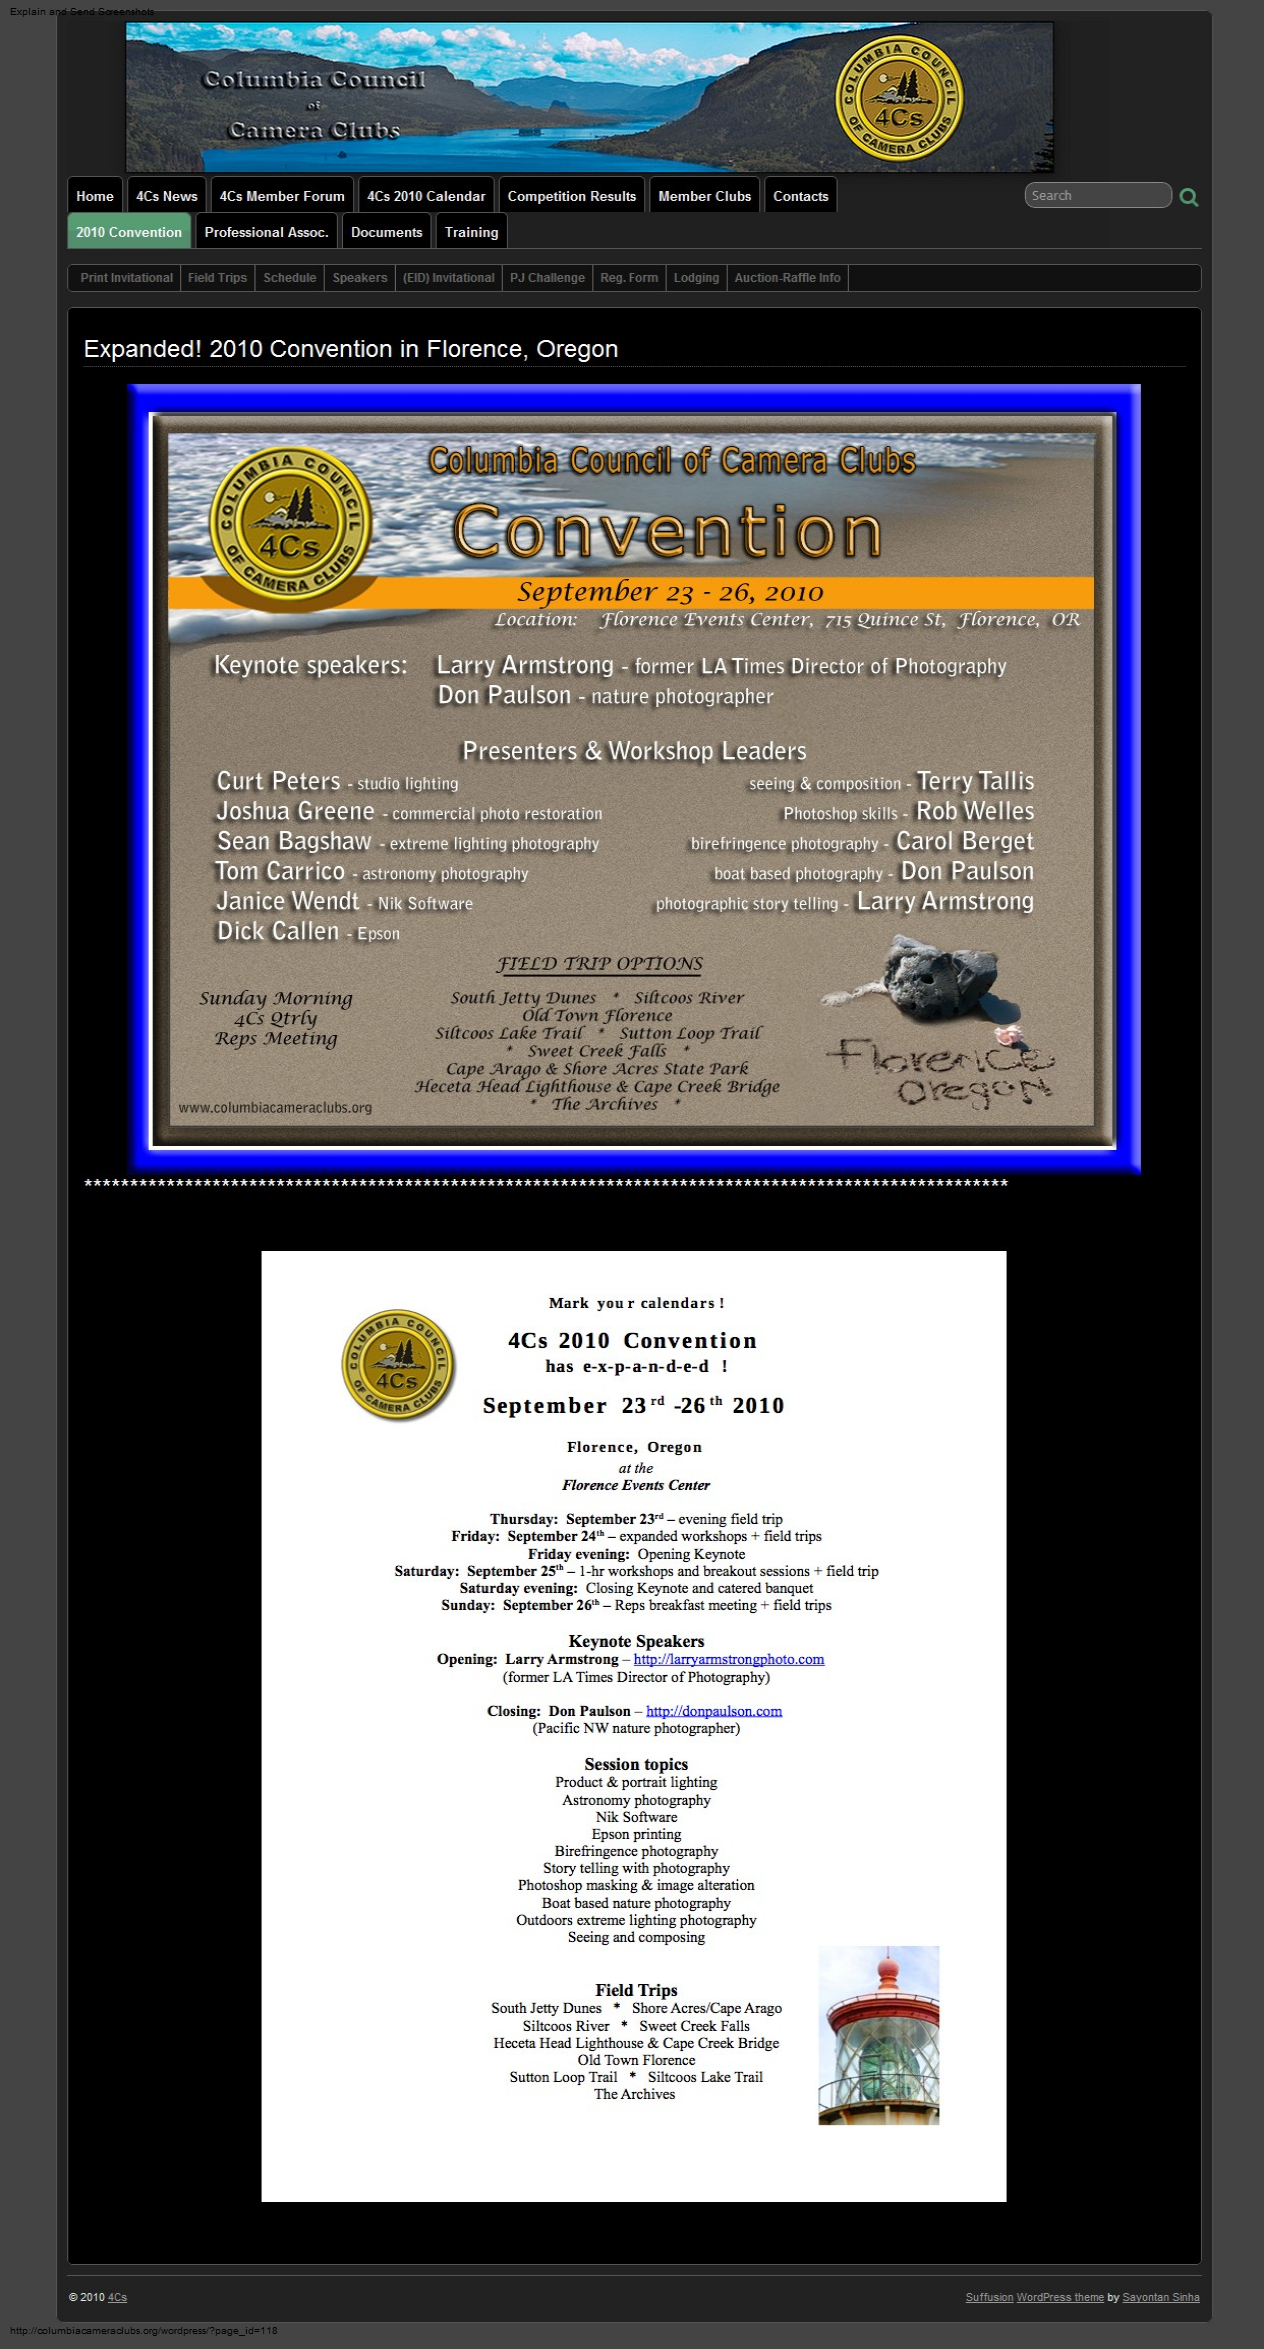 Explain and Send Screenshots
Columbia Council
of
Camera Clubs
COLUMBIA COUNCIL
4Cs
OF CAMERA CLUBS
Home 4Cs News 4Cs Member Forum 4Cs 2010 Calendar Competition Results Member Clubs Contacts
Search
2010 Convention Professional Assoc. Documents Training
Print Invitational Field Trips Schedule Speakers (EID) Invitational PJ Challenge Reg. Form Lodging Auction-Raffle Info
Expanded! 2010 Convention in Florence, Oregon
COLUMBIA COUNCIL
4Cs
OF CAMERA CLUBS
Columbia Council of Camera Clubs
Convention
September 23 - 26, 2010
Location: Florence Events Center, 715 Quince St, Florence, OR
Keynote speakers: Larry Armstrong - former LA Times Director of Photography
Don Paulson - nature photographer
Presenters & Workshop Leaders
Curt Peters - studio lighting
seeing & composition - Terry Tallis
Joshua Greene - commercial photo restoration
Photoshop skills - Rob Welles
Sean Bagshaw - extreme lighting photography
birefringence photography - Carol Berget
Tom Carrico - astronomy photography
boat based photography - Don Paulson
Janice Wendt - Nik Software
photographic story telling - Larry Armstrong
Dick Callen - Epson
FIELD TRIP OPTIONS
South Jetty Dunes * Siltcoos River
Old Town Florence
Siltcoos Lake Trail * Sutton Loop Trail
* Sweet Creek Falls *
Cape Arago & Shore Acres State Park
Heceta Head Lighthouse & Cape Creek Bridge
* The Archives *
Sunday Morning
4Cs Qtrly
Reps Meeting
Florence
Oregon
www.columbiacameraclubs.org
*****************************************************************************************************
COLUMBIA COUNCIL
4Cs
OF CAMERA CLUBS
Mark your calendars !
4Cs 2010 Convention
has e-x-p-a-n-d-e-d !
September 23rd -26th 2010
Florence, Oregon
at the
Florence Events Center
Thursday: September 23rd – evening field trip
Friday: September 24th – expanded workshops + field trips
Friday evening: Opening Keynote
Saturday: September 25th – 1-hr workshops and breakout sessions + field trip
Saturday evening: Closing Keynote and catered banquet
Sunday: September 26th – Reps breakfast meeting + field trips
Keynote Speakers
Opening: Larry Armstrong – http://larryarmstrongphoto.com
(former LA Times Director of Photography)
Closing: Don Paulson – http://donpaulson.com
(Pacific NW nature photographer)
Session topics
Product & portrait lighting
Astronomy photography
Nik Software
Epson printing
Birefringence photography
Story telling with photography
Photoshop masking & image alteration
Boat based nature photography
Outdoors extreme lighting photography
Seeing and composing
Field Trips
South Jetty Dunes * Shore Acres/Cape Arago
Siltcoos River * Sweet Creek Falls
Heceta Head Lighthouse & Cape Creek Bridge
Old Town Florence
Sutton Loop Trail * Siltcoos Lake Trail
The Archives
© 2010 4Cs
Suffusion WordPress theme by Sayontan Sinha
http://columbiacameraclubs.org/wordpress/?page_id=118